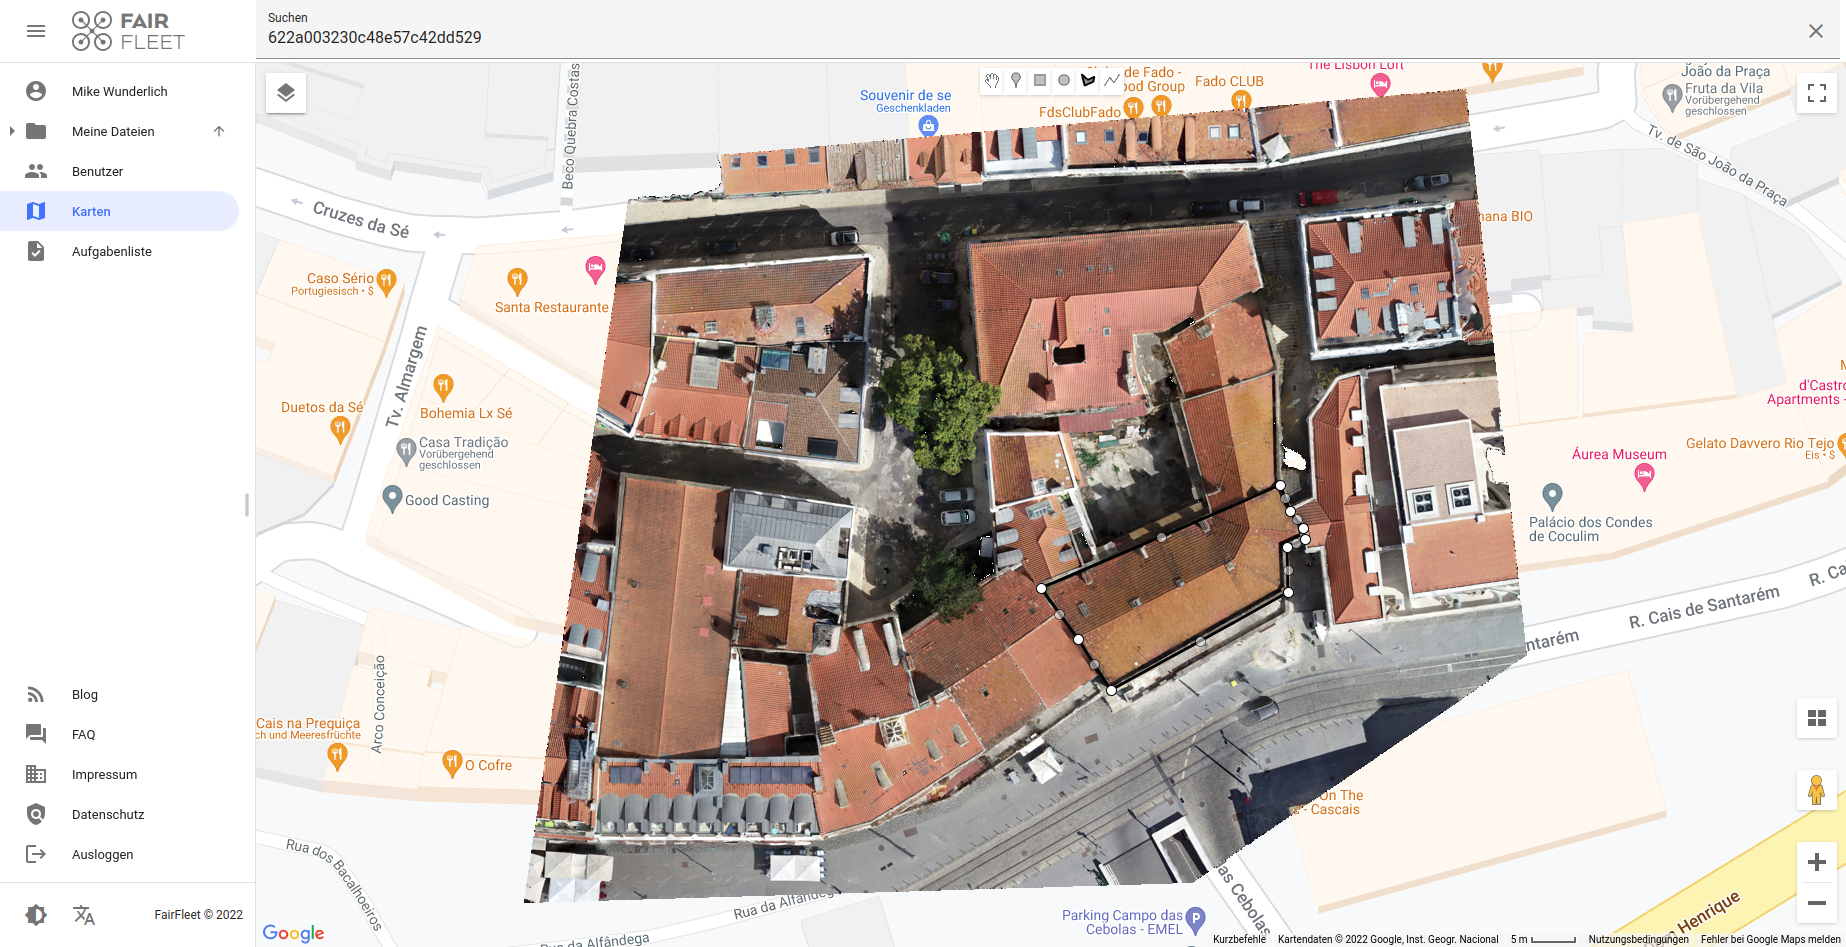 FAIR
FLEET
Suchen
622a003230c48e57c42dd529
Mike Wunderlich
Meine Dateien
Benutzer
Karten
Aufgabenliste
Blog
FAQ
Impressum
Datenschutz
Ausloggen
FairFleet © 2022
Beco Quebra Costas
Souvenir de se
Geschenkladen
de Fado -
ood Group
FdsClubFado
Fado CLUB
The Lisbon Loft
João da Praça
Fruta da Vila
Vorübergehend
geschlossen
Tv. de São João da Praça
Cruzes da Sé
Caso Sério
Portugiesisch • $
Santa Restaurante
Tv. Almargem
Duetos da Sé
Bohemia Lx Sé
Casa Tradição
Vorübergehend
geschlossen
Good Casting
hana BIO
d'Castro
Apartments -
Gelato Davvero Rio Tejo
Eis • $
Áurea Museum
Palácio dos Condes
de Coculim
R. Ca
R. Cais de Santarém
ntarém
Arco Conceição
Cais na Preguiça
ch und Meeresfrüchte
O Cofre
Rua dos Bacalhoeiros
On The
- Cascais
Rua da Alfândega
Rua da Alfândega
as Cebolas
Parking Campo das
Cebolas - EMEL
P
Henrique
Google
Kurzbefehle
Kartendaten © 2022 Google, Inst. Geogr. Nacional
5 m
Nutzungsbedingungen
Fehler bei Google Maps melden